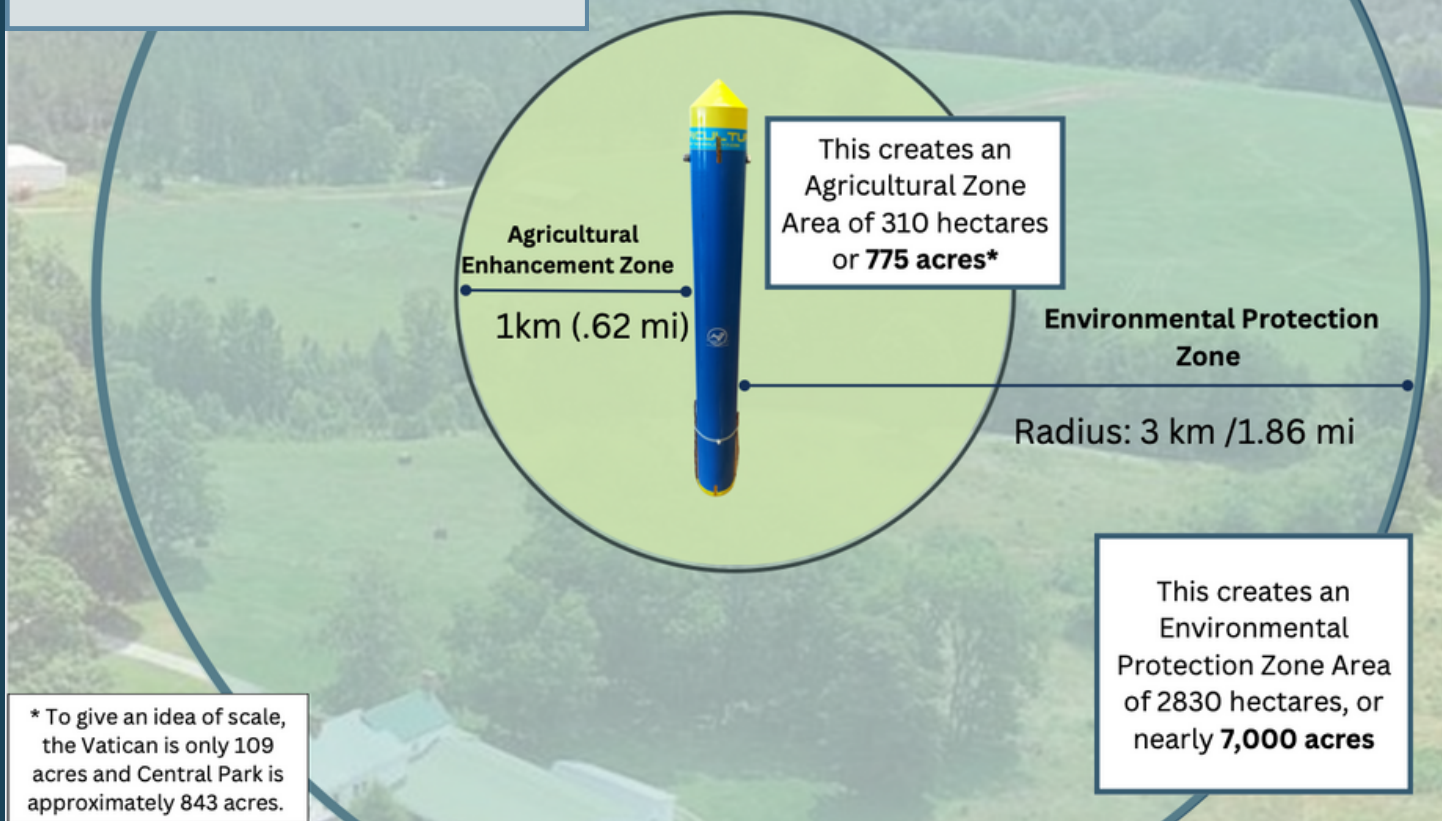 CULTU
This creates an
Agricultural Zone
Area of 310 hectares
or 775 acres*
Agricultural
Enhancement Zone
1km (.62 mi)
Environmental Protection
Zone
Radius: 3 km /1.86 mi
This creates an
Environmental
Protection Zone Area
of 2830 hectares, or
nearly 7,000 acres
* To give an idea of scale,
the Vatican is only 109
acres and Central Park is
approximately 843 acres.